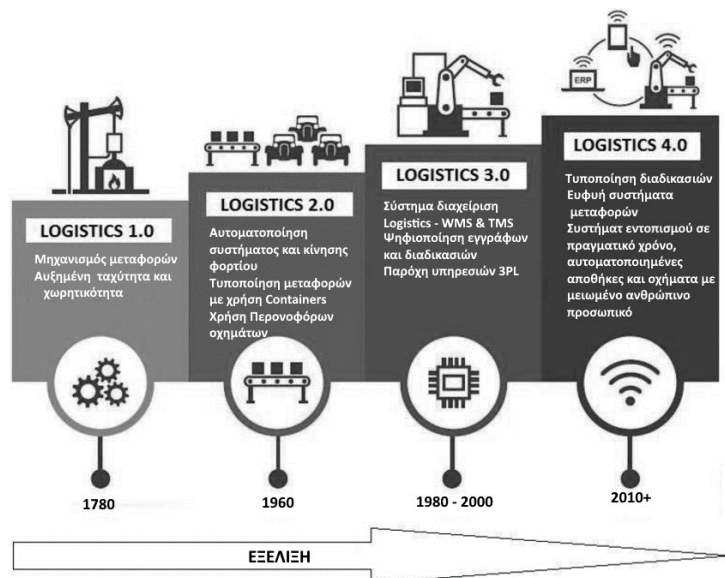 ERP
LOGISTICS 1.0
Μηχανισμός μεταφορών
Αυξημένη ταχύτητα και
χωρητικότητα
LOGISTICS 2.0
Αυτοματοποίηση
συστήματος και κίνησης
φορτίου
Τυποποίηση μεταφορών
με χρήση Containers
Χρήση Περονοφόρων
οχημάτων
LOGISTICS 3.0
Σύστημα διαχείριση
Logistics - WMS & TMS
Ψηφιοποίηση εγγράφων
και διαδικασιών
Παρόχη υπηρεσιών 3PL
LOGISTICS 4.0
Τυποποίηση διαδικασιών
Ευφυή συστήματα
μεταφορών
Συστήματ εντοπισμού σε
πραγματικό χρόνο,
αυτοματοποιημένες
αποθήκες και οχήματα με
μειωμένο ανθρώπινο
προσωπικό
1780
1960
1980 - 2000
2010+
ΕΞΕΛΙΞΗ